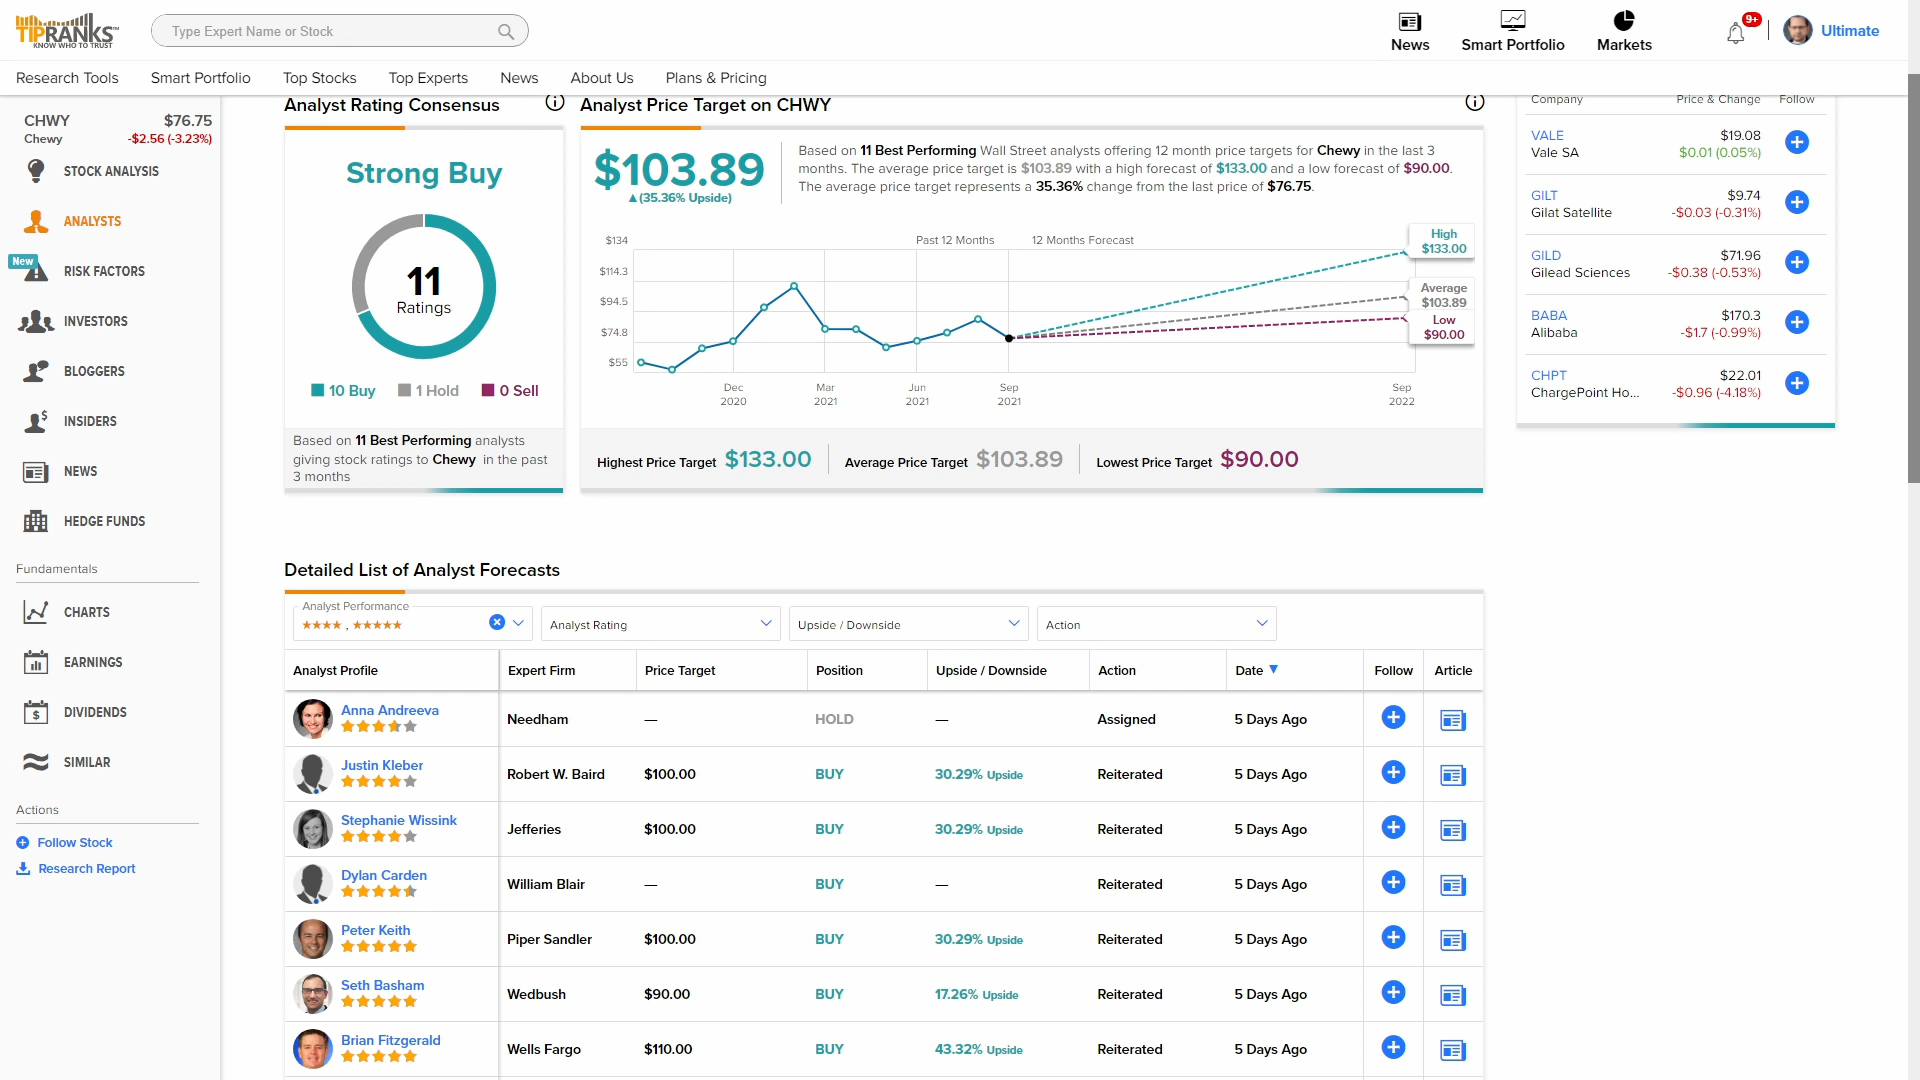 TIPRANKS™
KNOW WHO TO TRUST
Type Expert Name or Stock
News
Smart Portfolio
Markets
9+
Ultimate
Research Tools Smart Portfolio Top Stocks Top Experts News About Us Plans & Pricing
CHWY $76.75
Chewy -$2.56 (-3.23%)
STOCK ANALYSIS
ANALYSTS
New
RISK FACTORS
INVESTORS
BLOGGERS
INSIDERS
NEWS
HEDGE FUNDS
Fundamentals
CHARTS
EARNINGS
DIVIDENDS
SIMILAR
Actions
Follow Stock
Research Report
Analyst Rating Consensus
Strong Buy
11
Ratings
10 Buy 1 Hold 0 Sell
Based on 11 Best Performing analysts
giving stock ratings to Chewy in the past
3 months
Analyst Price Target on CHWY
$103.89
▲(35.36% Upside)
Based on 11 Best Performing Wall Street analysts offering 12 month price targets for Chewy in the last 3
months. The average price target is $103.89 with a high forecast of $133.00 and a low forecast of $90.00.
The average price target represents a 35.36% change from the last price of $76.75.
Past 12 Months 12 Months Forecast
$134
$114.3
$94.5
$74.8
$55
High
$133.00
Average
$103.89
Low
$90.00
Dec Mar Jun Sep Sep
2020 2021 2021 2021 2022
Highest Price Target $133.00 Average Price Target $103.89 Lowest Price Target $90.00
Company Price & Change Follow
VALE $19.08
Vale SA $0.01 (0.05%)
GILT $9.74
Gilat Satellite -$0.03 (-0.31%)
GILD $71.96
Gilead Sciences -$0.38 (-0.53%)
BABA $170.3
Alibaba -$1.7 (-0.99%)
CHPT $22.01
ChargePoint Ho... -$0.96 (-4.18%)
Detailed List of Analyst Forecasts
Analyst Performance
★★★★ , ★★★★★
Analyst Rating
Upside / Downside
Action
Analyst Profile Expert Firm Price Target Position Upside / Downside Action Date ▼ Follow Article
Anna Andreeva Needham — HOLD — Assigned 5 Days Ago
Justin Kleber Robert W. Baird $100.00 BUY 30.29% Upside Reiterated 5 Days Ago
Stephanie Wissink Jefferies $100.00 BUY 30.29% Upside Reiterated 5 Days Ago
Dylan Carden William Blair — BUY — Reiterated 5 Days Ago
Peter Keith Piper Sandler $100.00 BUY 30.29% Upside Reiterated 5 Days Ago
Seth Basham Wedbush $90.00 BUY 17.26% Upside Reiterated 5 Days Ago
Brian Fitzgerald Wells Fargo $110.00 BUY 43.32% Upside Reiterated 5 Days Ago